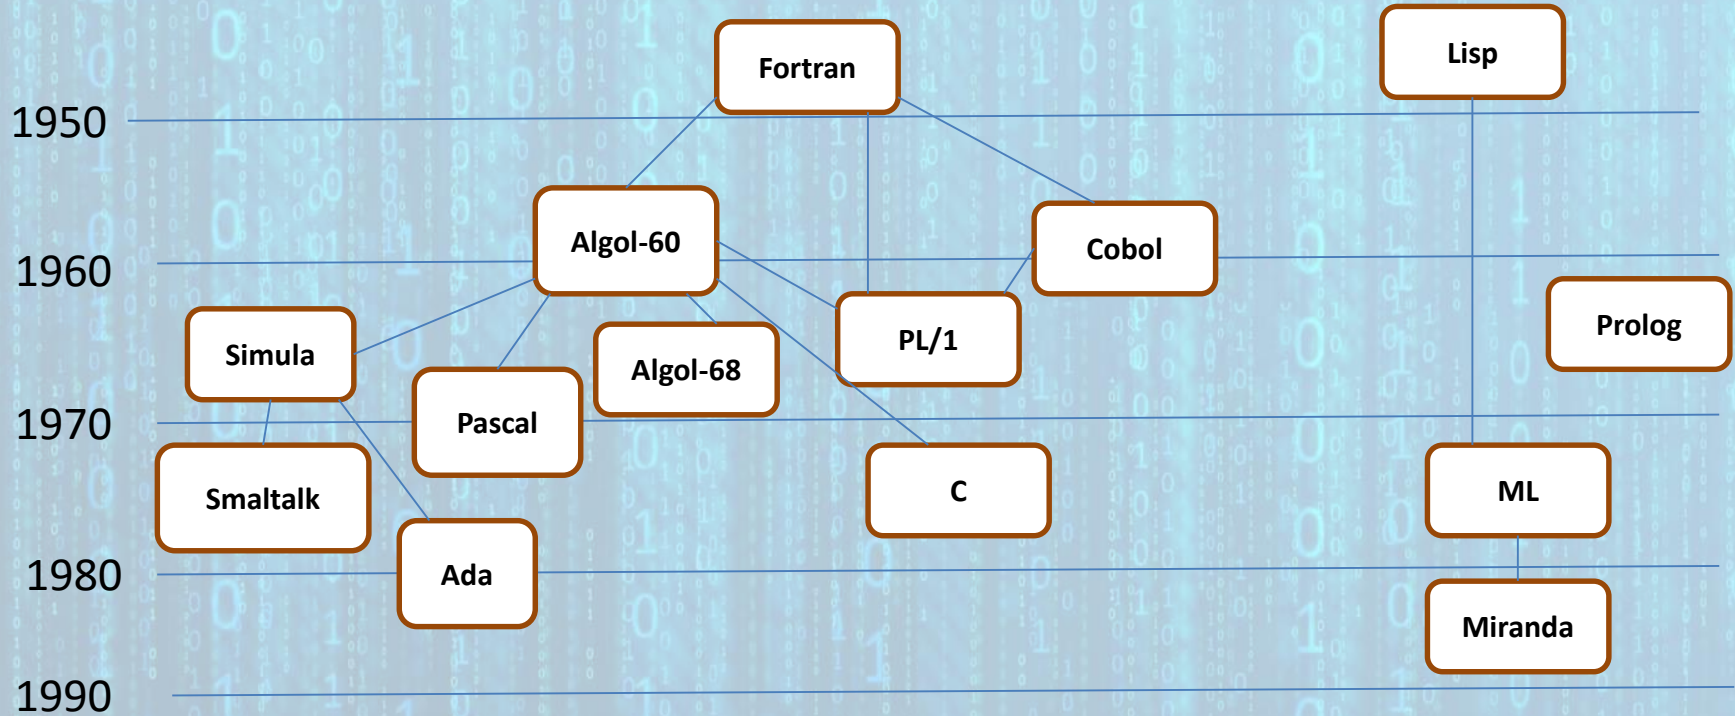 Fortran
Lisp
1950
Algol-60
Cobol
1960
Simula
Algol-68
PL/1
Prolog
1970
Pascal
Smaltalk
C
ML
1980
Ada
Miranda
1990